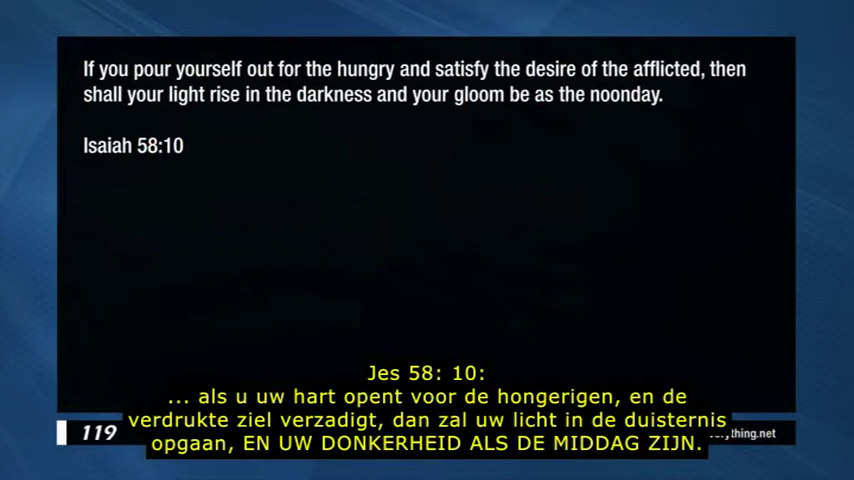 If you pour yourself out for the hungry and satisfy the desire of the afflicted, then
shall your light rise in the darkness and your gloom be as the noonday.
Isaiah 58:10
Jes 58: 10:
... als u uw hart opent voor de hongerigen, en de
verdrukte ziel verzadigt, dan zal uw licht in de duisternis
opgaan, EN UW DONKERHEID ALS DE MIDDAG ZIJN.
119